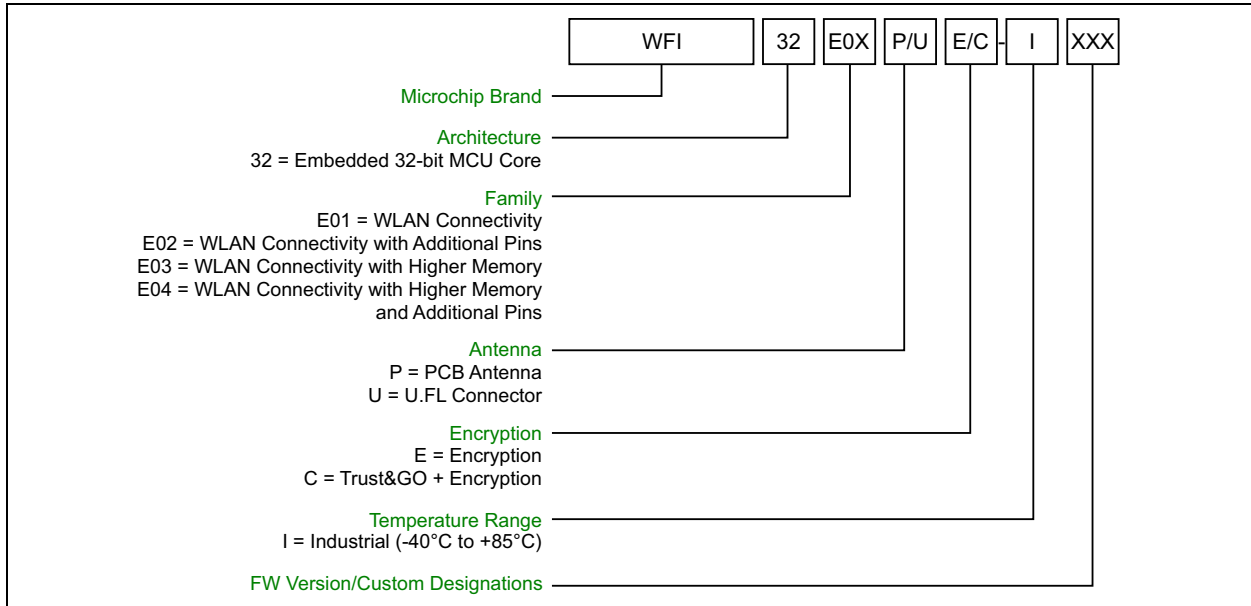 WFI 32 E0X P/U E/C - I XXX
Microchip Brand
Architecture
32 = Embedded 32-bit MCU Core
Family
E01 = WLAN Connectivity
E02 = WLAN Connectivity with Additional Pins
E03 = WLAN Connectivity with Higher Memory
E04 = WLAN Connectivity with Higher Memory
and Additional Pins
Antenna
P = PCB Antenna
U = U.FL Connector
Encryption
E = Encryption
C = Trust&GO + Encryption
Temperature Range
I = Industrial (-40°C to +85°C)
FW Version/Custom Designations